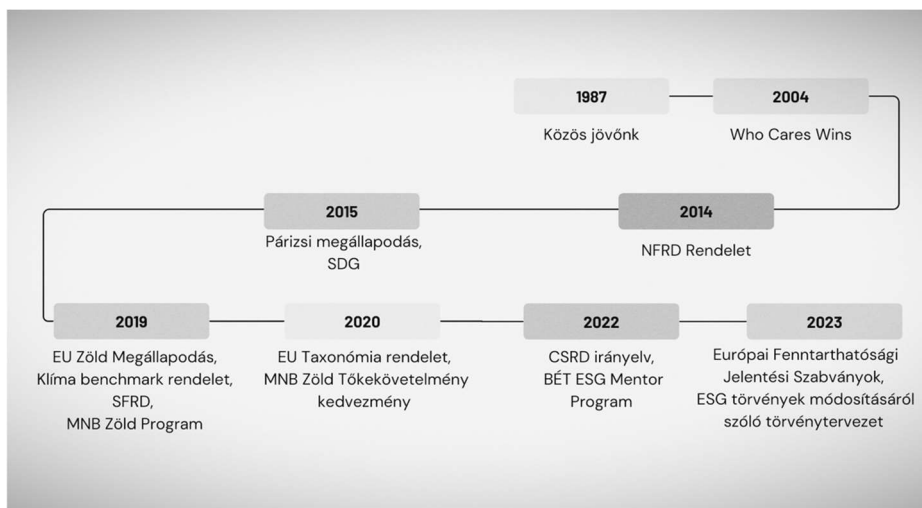 1987
Közös jövőnk
2004
Who Cares Wins
2014
NFRD Rendelet
2015
Párizsi megállapodás,
SDG
2019
EU Zöld Megállapodás,
Klíma benchmark rendelet,
SFRD,
MNB Zöld Program
2020
EU Taxonómia rendelet,
MNB Zöld Tőkekövetelmény
kedvezmény
2022
CSRD irányelv,
BÉT ESG Mentor
Program
2023
Európai Fenntarthatósági
Jelentési Szabványok,
ESG törvények módosításáról
szóló törvénytervezet